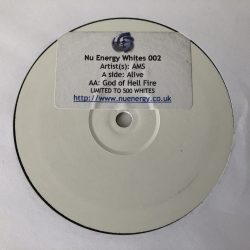 Nu Energy Whites 002
Artist(s): AMS
A side: Alive
AA: God of Hell Fire
LIMITED TO 500 WHITES
http://www.nuenergy.co.uk